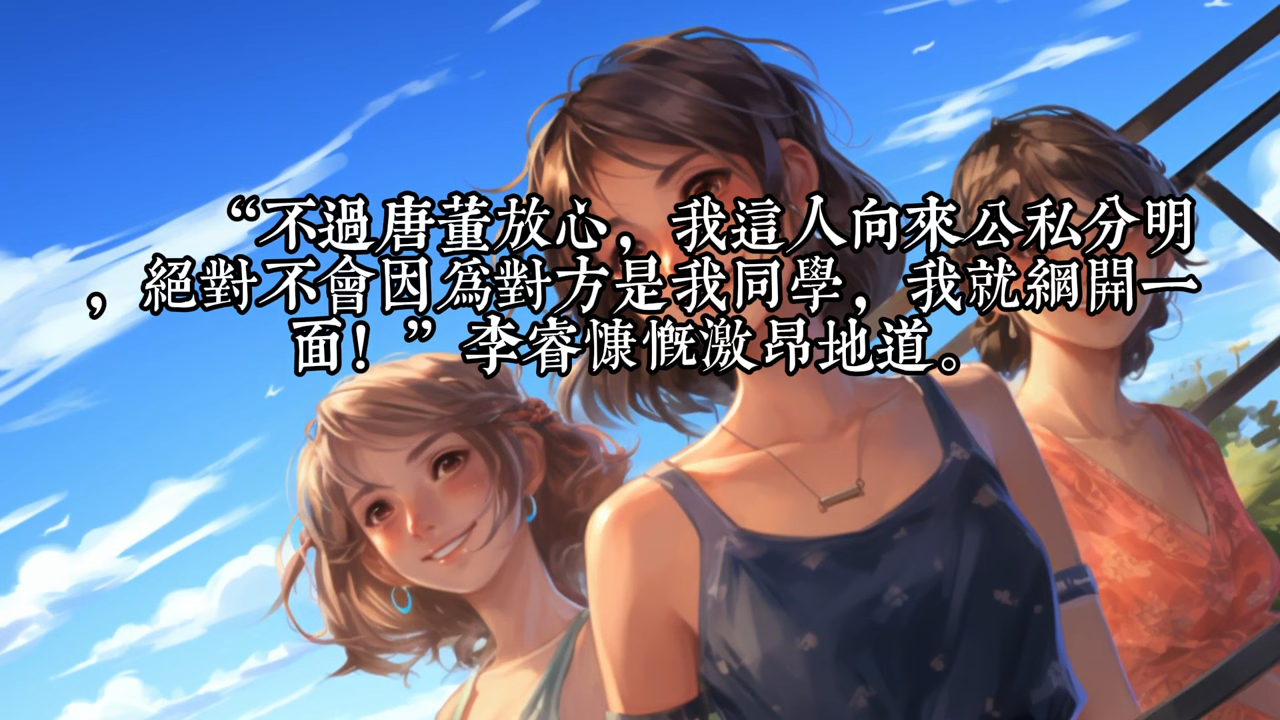 “不過唐董放心，我這人向來公私分明
，絕對不會因為對方是我同學，我就網開一
面！”李睿慷慨激昂地道。